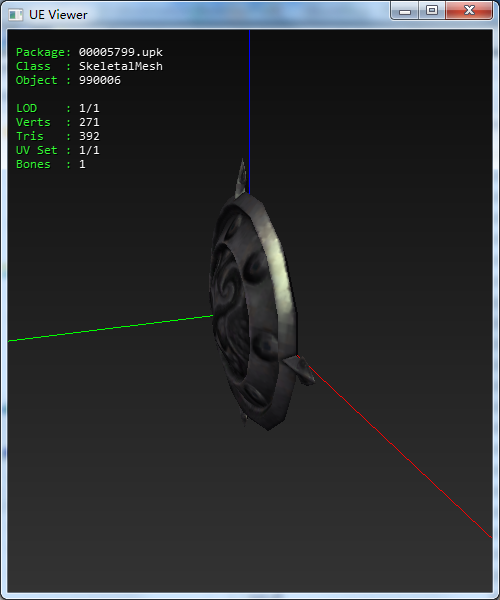 UE Viewer
Package: 00005799.upk
Class  : SkeletalMesh
Object : 990006
LOD    : 1/1
Verts  : 271
Tris   : 392
UV Set : 1/1
Bones  : 1